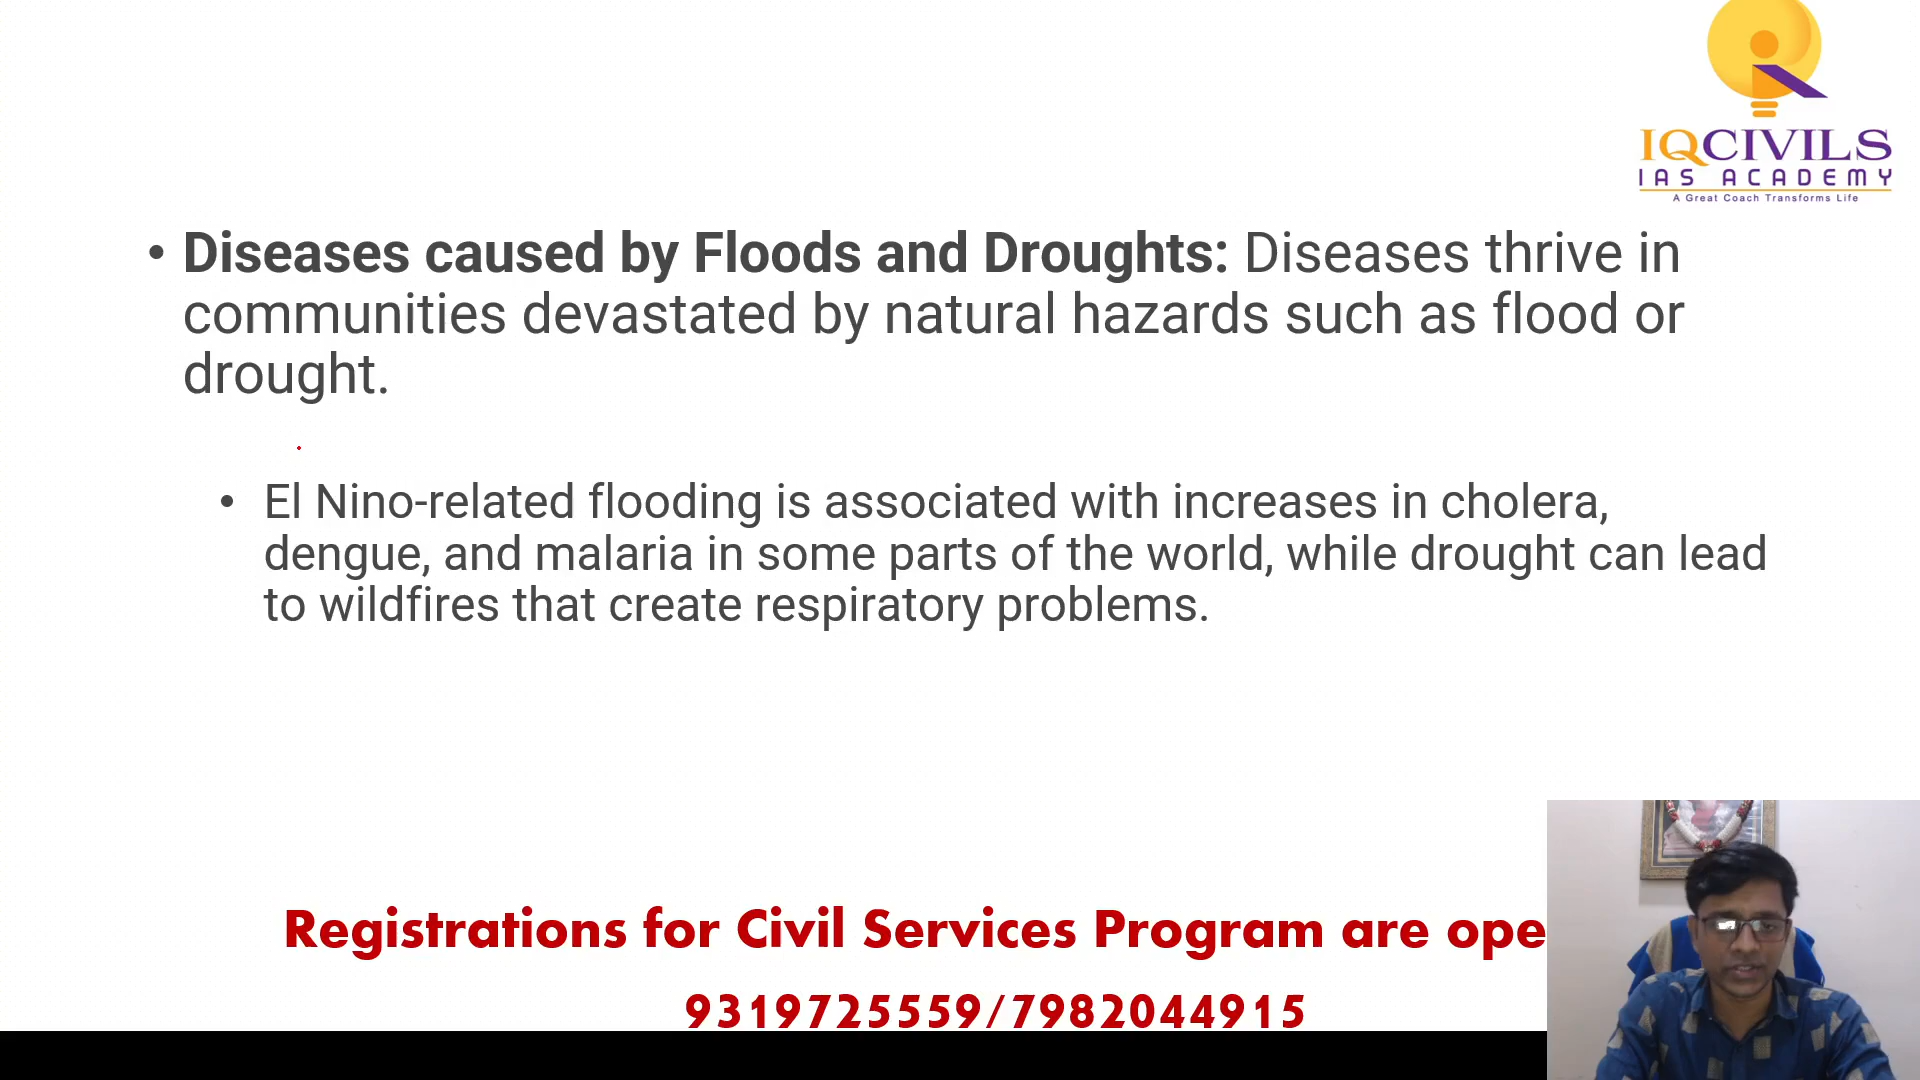 IQCIVILS
IAS ACADEMY
A Great Coach Transforms Life
• Diseases caused by Floods and Droughts: Diseases thrive in
communities devastated by natural hazards such as flood or
drought.
• El Nino-related flooding is associated with increases in cholera,
dengue, and malaria in some parts of the world, while drought can lead
to wildfires that create respiratory problems.
Registrations for Civil Services Program are ope
9319725559/7982044915